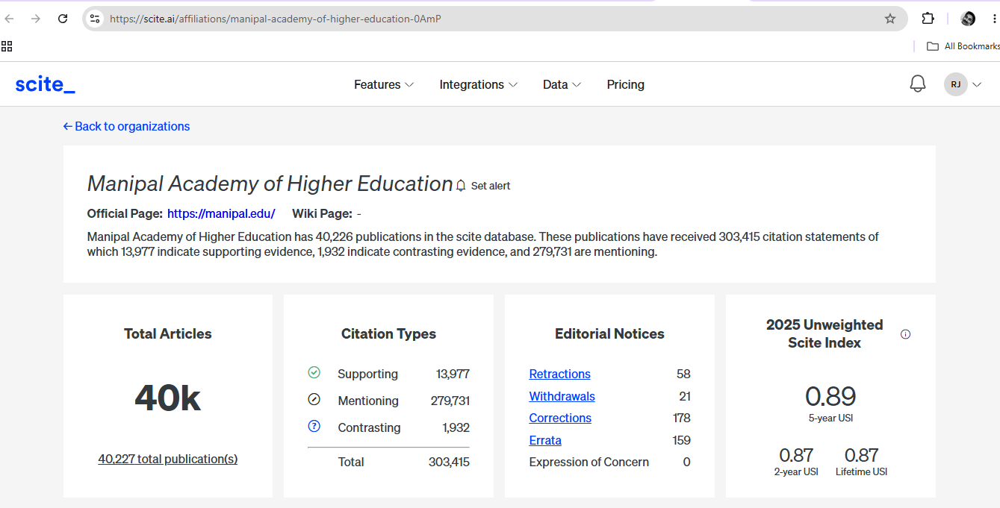 https://scite.ai/affiliations/manipal-academy-of-higher-education-0AmP
All Bookmarks
scite_
Features
Integrations
Data
Pricing
RJ
← Back to organizations
Manipal Academy of Higher Education
Set alert
Official Page: https://manipal.edu/ Wiki Page: -
Manipal Academy of Higher Education has 40,226 publications in the scite database. These publications have received 303,415 citation statements of
which 13,977 indicate supporting evidence, 1,932 indicate contrasting evidence, and 279,731 are mentioning.
Total Articles
40k
40,227 total publication(s)
Citation Types
Supporting 13,977
Mentioning 279,731
Contrasting 1,932
Total 303,415
Editorial Notices
Retractions 58
Withdrawals 21
Corrections 178
Errata 159
Expression of Concern 0
2025 Unweighted
Scite Index
0.89
5-year USI
0.87 0.87
2-year USI Lifetime USI